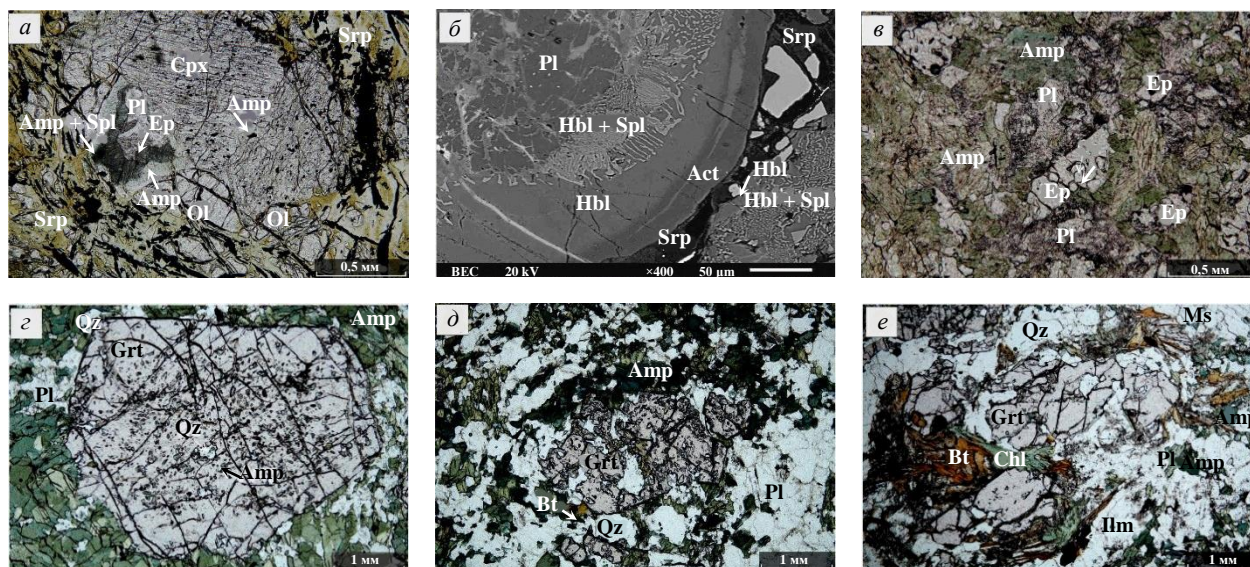 а
Srp
Cpx
Amp
Pl
Ep
Amp + Spl
Amp
Srp
Ol
Ol
0,5 мм
б
Srp
Pl
Hbl + Spl
Act
Hbl
Hbl
Hbl + Spl
Srp
BEC 20 kV ×400 50 µm
в
Amp
Ep
Pl
Amp
Ep
Ep
Pl
0,5 мм
г
Qz
Amp
Grt
Pl
Qz
Amp
1 мм
д
Amp
Grt
Pl
Bt
Qz
1 мм
е
Qz
Ms
Grt
Amp
Bt
Chl
Pl
Amp
Ilm
1 мм